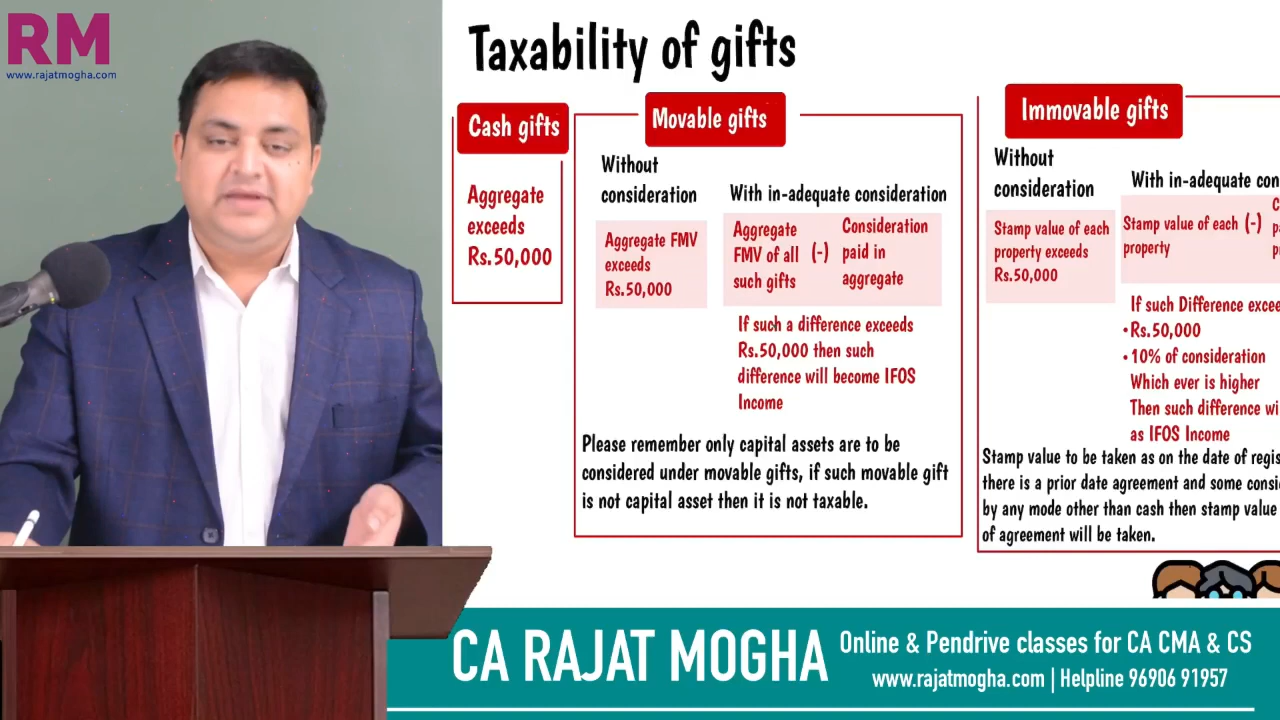 RM
www.rajatmogha.com
Taxability of gifts
Cash gifts
Aggregate
exceeds
Rs.50,000
Movable gifts
Without
consideration
Aggregate FMV
exceeds
Rs.50,000
With in-adequate consideration
Aggregate
FMV of all
such gifts
(-)
Consideration
paid in
aggregate
If such a difference exceeds
Rs.50,000 then such
difference will become IFOS
Income
Please remember only capital assets are to be
considered under movable gifts, if such movable gift
is not capital asset then it is not taxable.
Immovable gifts
Without
consideration
Stamp value of each
property exceeds
Rs.50,000
With in-adequate
Stamp value of each
property
(-)
If such Difference
•Rs.50,000
•10% of consideration
Which ever is higher
Then such difference
as IFOS Income
Stamp value to be taken as on the date of
there is a prior date agreement and some
by any mode other than cash then stamp value
of agreement will be taken.
CA RAJAT MOGHA
Online & Pendrive classes for CA CMA & CS
www.rajatmogha.com | Helpline 96906 91957